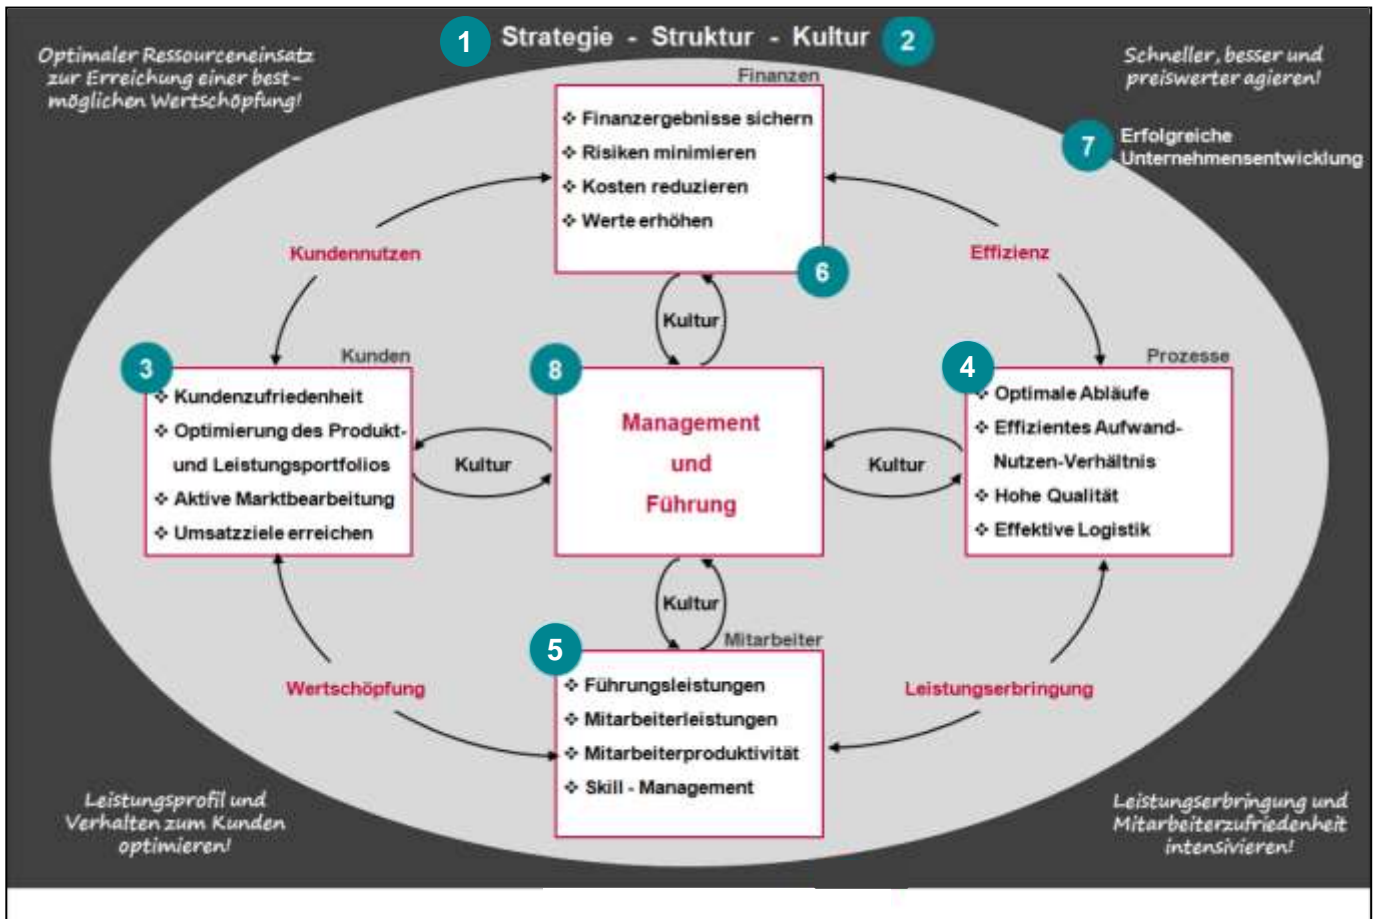 1 Strategie - Struktur - Kultur 2
Optimaler Ressourceneinsatz
zur Erreichung einer best-
möglichen Wertschöpfung!
Schneller, besser und
preiswerter agieren!
7 Erfolgreiche
Unternehmensentwicklung
Finanzen
❖ Finanzergebnisse sichern
❖ Risiken minimieren
❖ Kosten reduzieren
❖ Werte erhöhen
6
Kundennutzen
Effizienz
Kultur
Kunden
3
❖ Kundenzufriedenheit
❖ Optimierung des Produkt-
und Leistungsportfolios
❖ Aktive Marktbearbeitung
❖ Umsatzziele erreichen
Kultur
8
Management
und
Führung
Kultur
Prozesse
4
❖ Optimale Abläufe
❖ Effizientes Aufwand-
Nutzen-Verhältnis
❖ Hohe Qualität
❖ Effektive Logistik
Kultur
Wertschöpfung
Leistungserbringung
Mitarbeiter
5
❖ Führungsleistungen
❖ Mitarbeiterleistungen
❖ Mitarbeiterproduktivität
❖ Skill - Management
Leistungsprofil und
Verhalten zum Kunden
optimieren!
Leistungserbringung und
Mitarbeiterzufriedenheit
intensivieren!